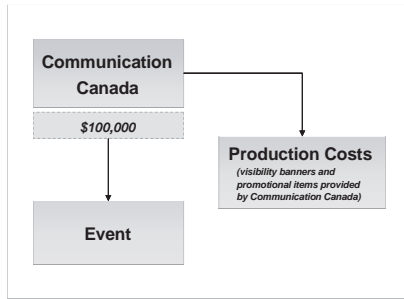 Communication
Canada
$100,000
Production Costs
(visibility banners and
promotional items provided
by Communication Canada)
Event